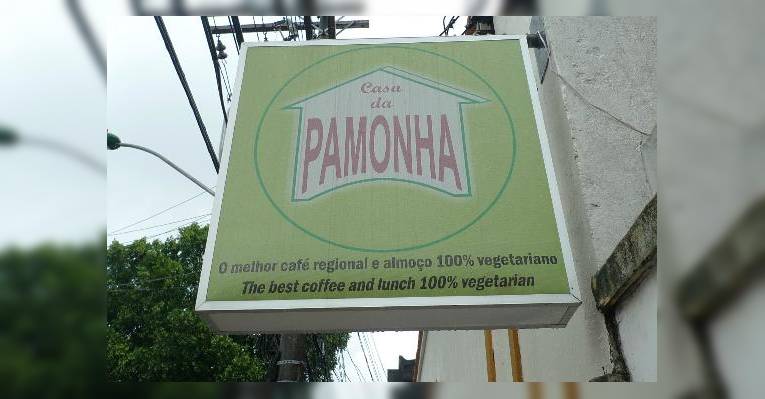 Casa
da
PAMONHA
O melhor café regional e almoço 100% vegetariano
The best coffee and lunch 100% vegetarian